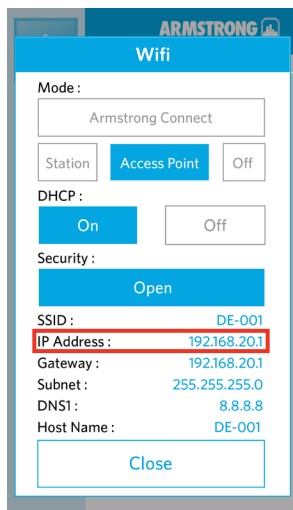 ARMSTRONG
Wifi
Mode :
Armstrong Connect
Station Access Point Off
DHCP :
On Off
Security :
Open
SSID : DE-001
IP Address : 192.168.20.1
Gateway : 192.168.20.1
Subnet : 255.255.255.0
DNS1 : 8.8.8.8
Host Name : DE-001
Close